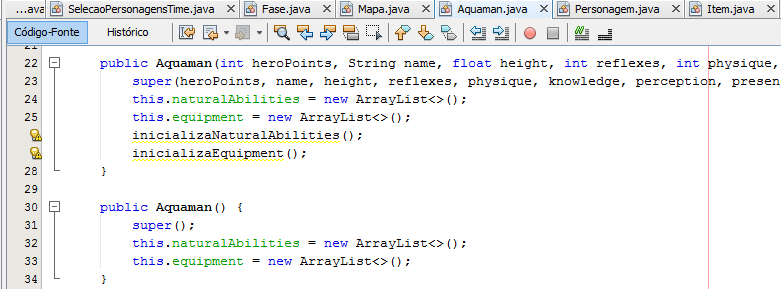 ...ava SelecaoPersonagensTime.java Fase.java Mapa.java Aquaman.java Personagem.java Item.java
Código-Fonte Histórico
21
22 public Aquaman(int heroPoints, String name, float height, int reflexes, int physique,
23 super(heroPoints, name, height, reflexes, physique, knowledge, perception, presen
24 this.naturalAbilities = new ArrayList<>();
25 this.equipment = new ArrayList<>();
inicializaNaturalAbilities();
inicializaEquipment();
28 }
29
30 public Aquaman() {
31 super();
32 this.naturalAbilities = new ArrayList<>();
33 this.equipment = new ArrayList<>();
34 }